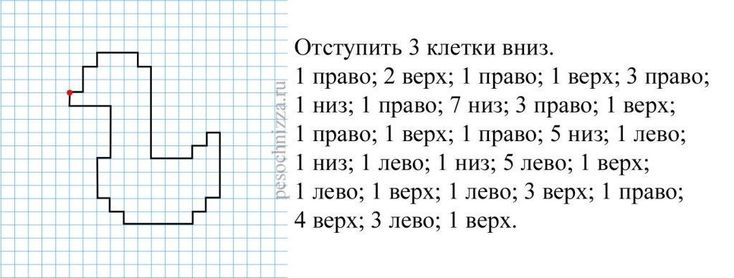 Отступить 3 клетки вниз.
1 право; 2 верх; 1 право; 1 верх; 3 право;
1 низ; 1 право; 7 низ; 3 право; 1 верх;
1 право; 1 верх; 1 право; 5 низ; 1 лево;
1 низ; 1 лево; 1 низ; 5 лево; 1 верх;
1 лево; 1 верх; 1 лево; 3 верх; 1 право;
4 верх; 3 лево; 1 верх.
pesochnizza.ru